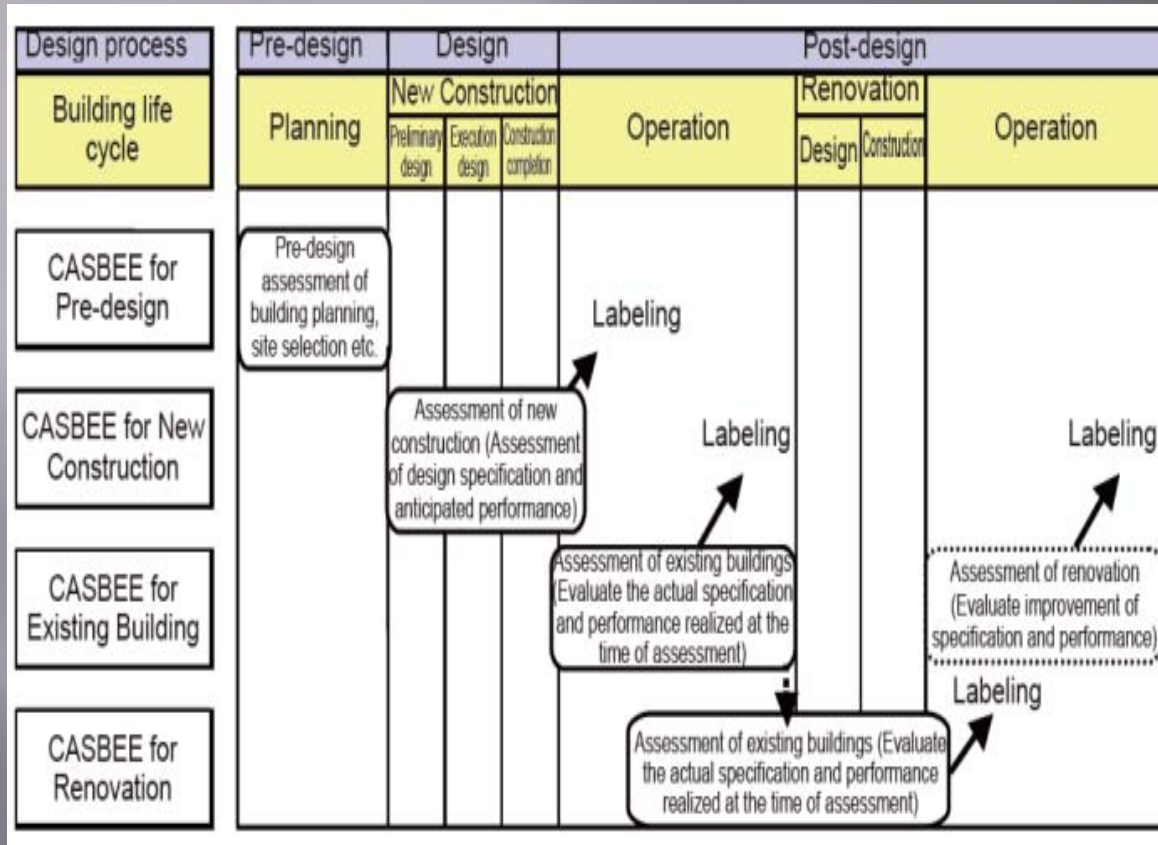 Design process
Pre-design
Design
Post-design
Building life
cycle
Planning
New Construction
Preliminary
design
Execution
design
Construction
completion
Operation
Renovation
Design
Construction
Operation
CASBEE for
Pre-design
Pre-design
assessment of
building planning,
site selection etc.
Labeling
CASBEE for New
Construction
Assessment of new
construction (Assessment
of design specification and
anticipated performance)
Labeling
Labeling
CASBEE for
Existing Building
Assessment of existing buildings
(Evaluate the actual specification
and performance realized at the
time of assessment)
Assessment of renovation
(Evaluate improvement of
specification and performance)
Labeling
CASBEE for
Renovation
Assessment of existing buildings (Evaluate
the actual specification and performance
realized at the time of assessment)